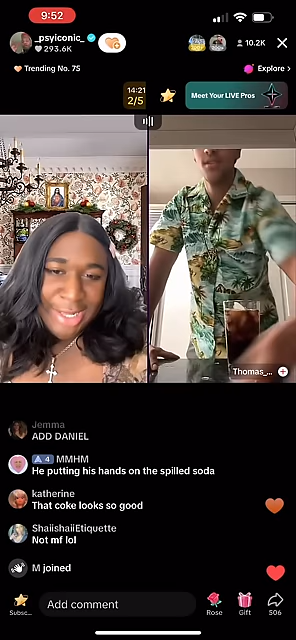 9:52
_psyiconic_
293.6K
10.2K
Trending No. 75
Explore >
14:21
2/5
Meet Your LIVE Pros
Thomas_...
Jemma
ADD DANIEL
4 MMHM
He putting his hands on the spilled soda
katherine
That coke looks so good
ShaiishaiiEtiquette
Not mf lol
M joined
Subsc...
Add comment
Rose
Gift
506